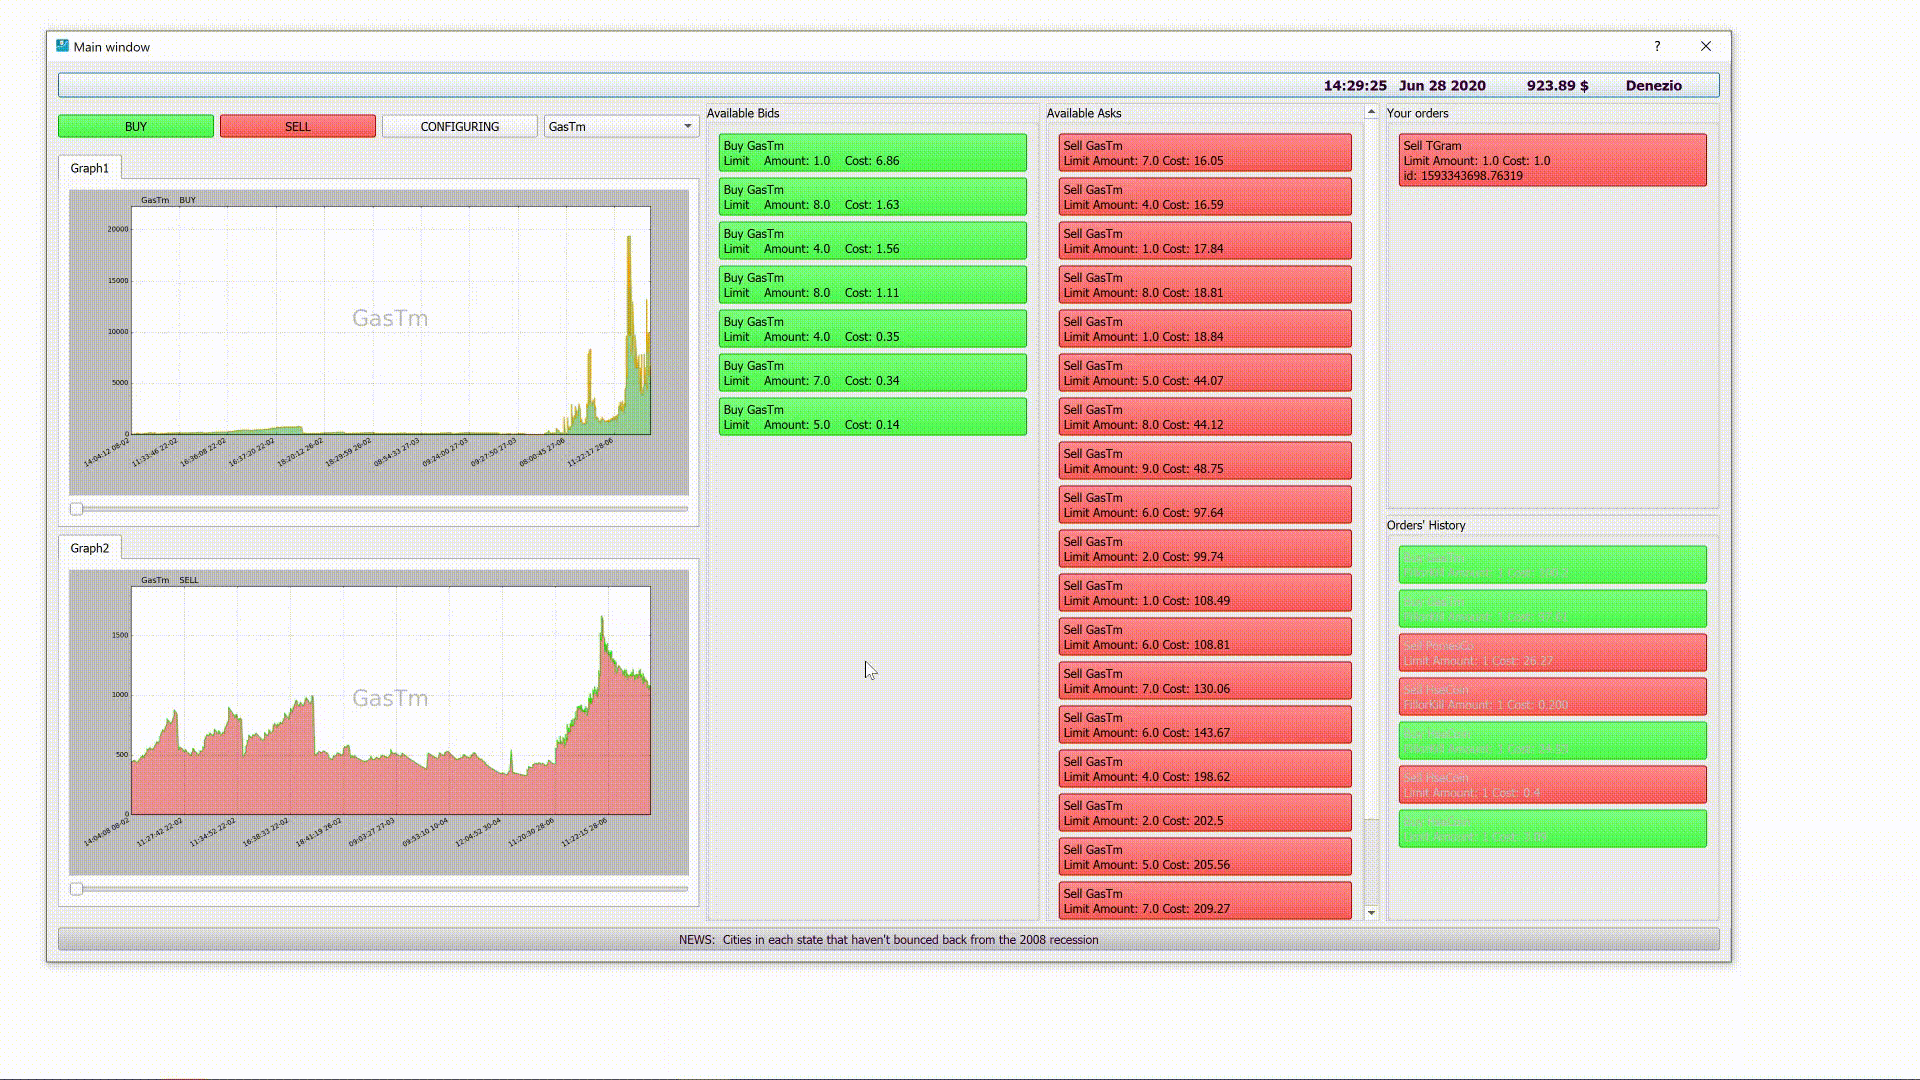 Main window
?
14:29:25 Jun 28 2020 923.89 $ Denezio
BUY
SELL
CONFIGURING
GasTm
Graph1
GasTm BUY
20000
15000
10000
5000
0
GasTm
14:04:12 08-02
11:33:46 22-02
16:36:08 22-02
16:37:20 22-02
18:20:12 26-02
18:29:59 26-02
08:54:33 27-03
09:24:00 27-03
09:27:50 27-03
08:00:45 27-06
11:22:17 28-06
Graph2
GasTm SELL
1500
1000
500
0
GasTm
14:04:08 08-02
11:27:42 22-02
11:34:52 22-02
16:38:33 22-02
18:41:19 26-02
09:03:27 27-03
09:53:30 10-04
12:04:52 30-04
11:20:30 28-06
11:22:15 28-06
Available Bids
Buy GasTm
Limit Amount: 1.0 Cost: 6.86
Buy GasTm
Limit Amount: 8.0 Cost: 1.63
Buy GasTm
Limit Amount: 4.0 Cost: 1.56
Buy GasTm
Limit Amount: 8.0 Cost: 1.11
Buy GasTm
Limit Amount: 4.0 Cost: 0.35
Buy GasTm
Limit Amount: 7.0 Cost: 0.34
Buy GasTm
Limit Amount: 5.0 Cost: 0.14
Available Asks
Sell GasTm
Limit Amount: 7.0 Cost: 16.05
Sell GasTm
Limit Amount: 4.0 Cost: 16.59
Sell GasTm
Limit Amount: 1.0 Cost: 17.84
Sell GasTm
Limit Amount: 8.0 Cost: 18.81
Sell GasTm
Limit Amount: 1.0 Cost: 18.84
Sell GasTm
Limit Amount: 5.0 Cost: 44.07
Sell GasTm
Limit Amount: 8.0 Cost: 44.12
Sell GasTm
Limit Amount: 9.0 Cost: 48.75
Sell GasTm
Limit Amount: 6.0 Cost: 97.64
Sell GasTm
Limit Amount: 2.0 Cost: 99.74
Sell GasTm
Limit Amount: 1.0 Cost: 108.49
Sell GasTm
Limit Amount: 6.0 Cost: 108.81
Sell GasTm
Limit Amount: 7.0 Cost: 130.06
Sell GasTm
Limit Amount: 6.0 Cost: 143.67
Sell GasTm
Limit Amount: 4.0 Cost: 198.62
Sell GasTm
Limit Amount: 2.0 Cost: 202.5
Sell GasTm
Limit Amount: 5.0 Cost: 205.56
Sell GasTm
Limit Amount: 7.0 Cost: 209.27
Your orders
Sell TGram
Limit Amount: 1.0 Cost: 1.0
id: 1593343698.76319
Orders' History
Sell PomesCo
Limit Amount: 1 Cost: 26.27
Sell HseCoin
FillorKill Amount: 1 Cost: 0.200
Sell HseCoin
Limit Amount: 1 Cost: 0.4
NEWS: Cities in each state that haven't bounced back from the 2008 recession